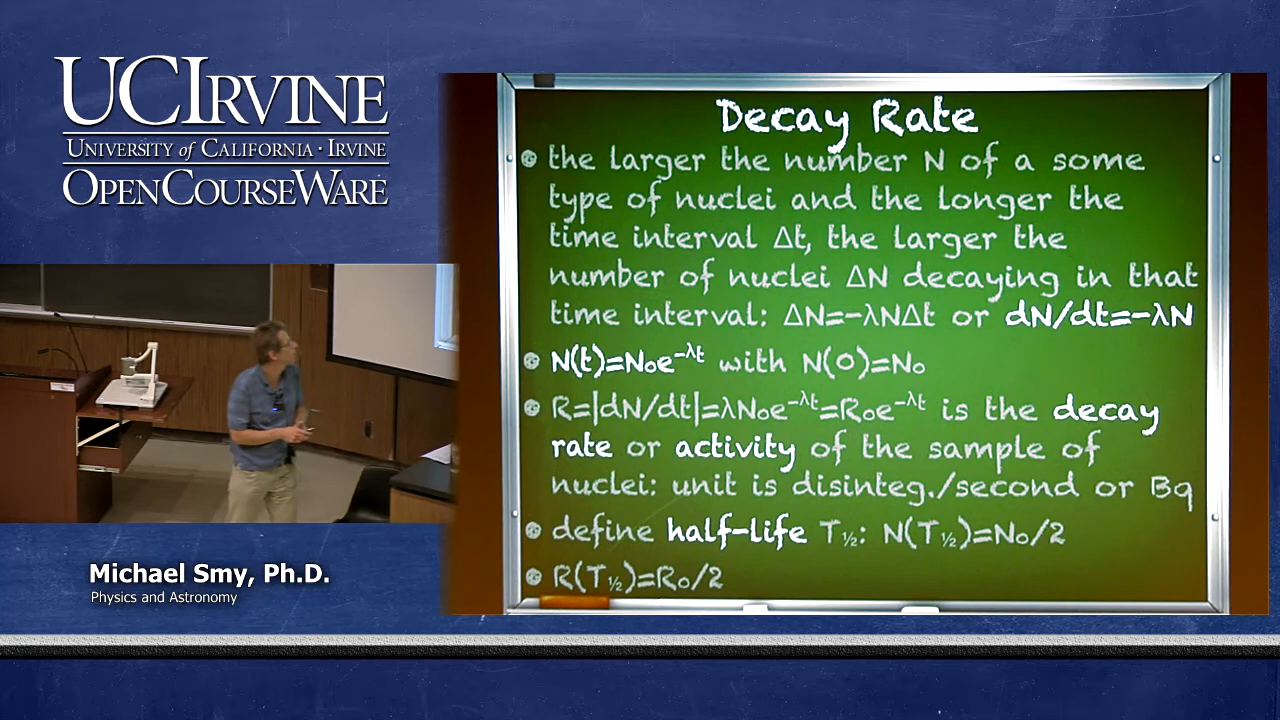 UCIRVINE
UNIVERSITY of CALIFORNIA · IRVINE
OPENCOURSEWARE
Michael Smy, Ph.D.
Physics and Astronomy
Decay Rate
the larger the number N of a some
type of nuclei and the longer the
time interval Δt, the larger the
number of nuclei ΔN decaying in that
time interval: ΔN=-λNΔt or dN/dt=-λN
N(t)=N₀e^-λt with N(0)=N₀
R=|dN/dt|=λN₀e^-λt=R₀e^-λt is the decay
rate or activity of the sample of
nuclei: unit is disinteg./second or Bq
define half-life T½: N(T½)=N₀/2
R(T½)=R₀/2